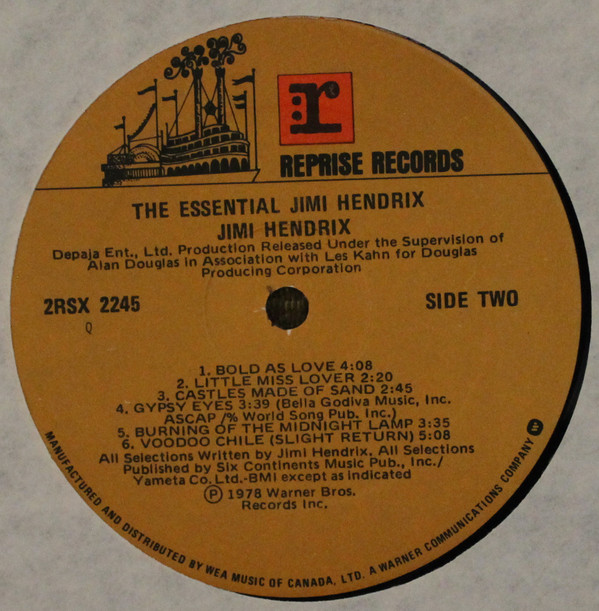 r
REPRISE RECORDS
THE ESSENTIAL JIMI HENDRIX
JIMI HENDRIX
Depaja Ent., Ltd. Production Released Under the Supervision of
Alan Douglas in Association with Les Kahn for Douglas
Producing Corporation
2RSX 2245
Q
SIDE TWO
1. BOLD AS LOVE 4:08
2. LITTLE MISS LOVER 2:20
3. CASTLES MADE OF SAND 2:45
4. GYPSY EYES 3:39 (Bella Godiva Music, Inc.
ASCAP /% World Song Pub. Inc.)
5. BURNING OF THE MIDNIGHT LAMP 3:35
6. VOODOO CHILE (SLIGHT RETURN) 5:08
All Selections Written by Jimi Hendrix. All Selections
Published by Six Continents Music Pub., Inc./
Yameta Co. Ltd.-BMI except as indicated
Ⓟ 1978 Warner Bros.
Records Inc.
MANUFACTURED AND DISTRIBUTED BY WEA MUSIC OF CANADA, LTD. A WARNER COMMUNICATIONS COMPANY